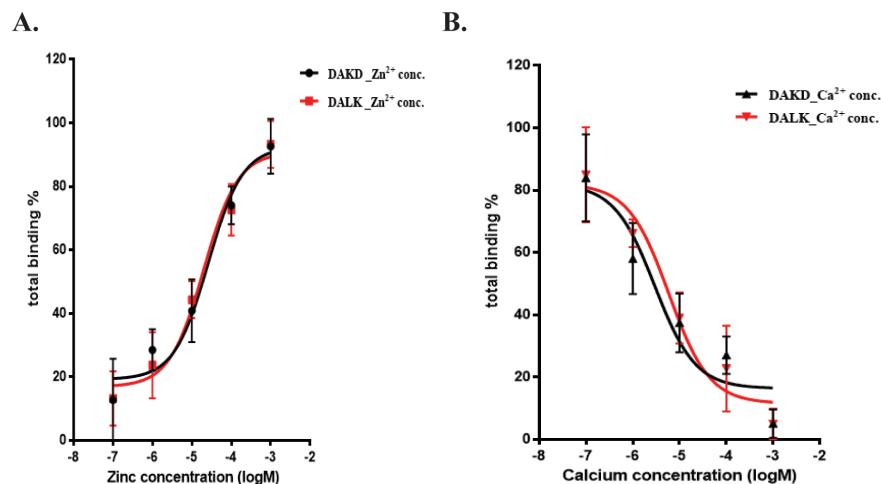 A.
B.
120
100
80
60
40
20
0
total binding %
-8 -7 -6 -5 -4 -3 -2
Zinc concentration (logM)
DAKD_Zn²⁺ conc.
DALK_Zn²⁺ conc.
120
100
80
60
40
20
0
total binding %
-8 -7 -6 -5 -4 -3 -2
Calcium concentration (logM)
DAKD_Ca²⁺ conc.
DALK_Ca²⁺ conc.